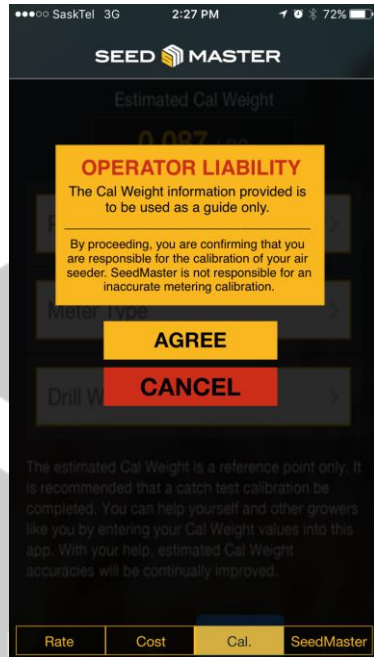 SaskTel 3G 2:27 PM 72%
SEED MASTER
Estimated Cal Weight
0.087
OPERATOR LIABILITY
The Cal Weight information provided is
to be used as a guide only.
By proceeding, you are confirming that you
are responsible for the calibration of your air
seeder. SeedMaster is not responsible for an
inaccurate metering calibration.
Meter Type
AGREE
CANCEL
Drill
The estimated Cal Weight is a reference point only. It
is recommended that a catch test calibration be
completed. You can help yourself and other growers
like you by entering your Cal Weight values into this
app. With your help, estimated Cal Weight
accuracies will be continually improved.
Rate Cost Cal. SeedMaster